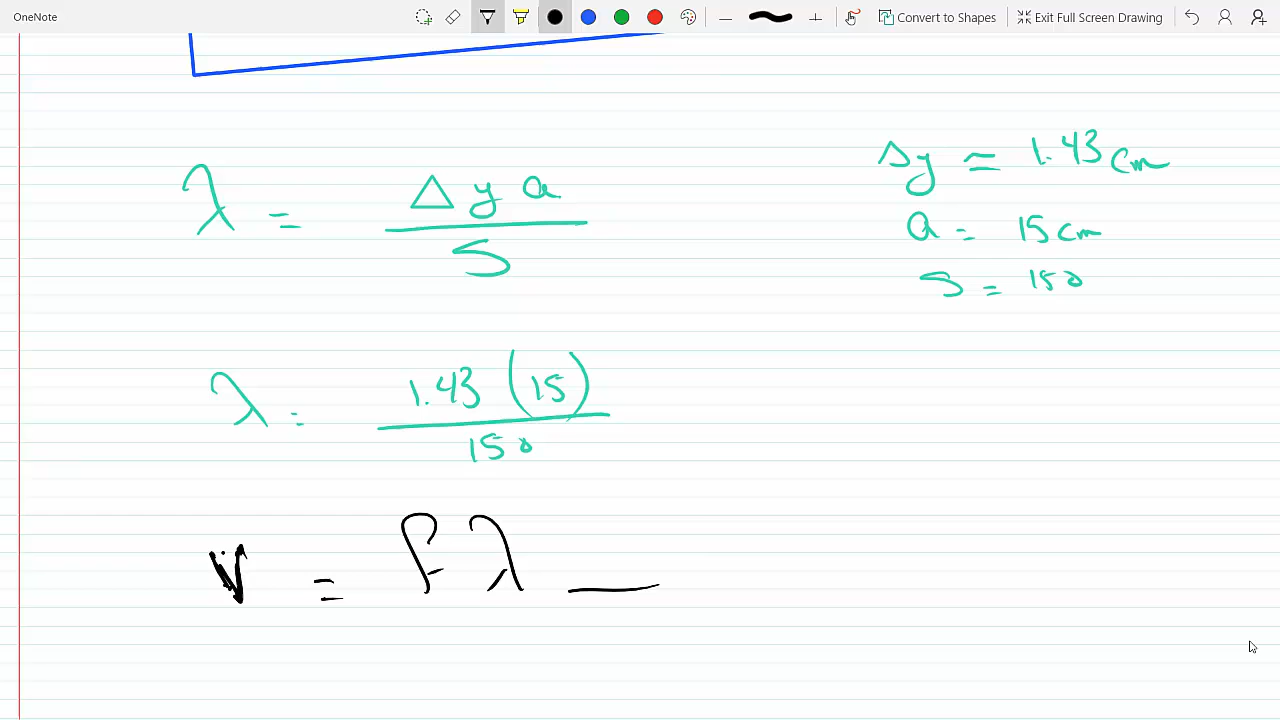 OneNote
Convert to Shapes
Exit Full Screen Drawing
λ = Δy a / S
Δy ≃ 1.43 cm
a = 15 cm
S = 150
λ = 1.43 (15) / 150
V = fλ